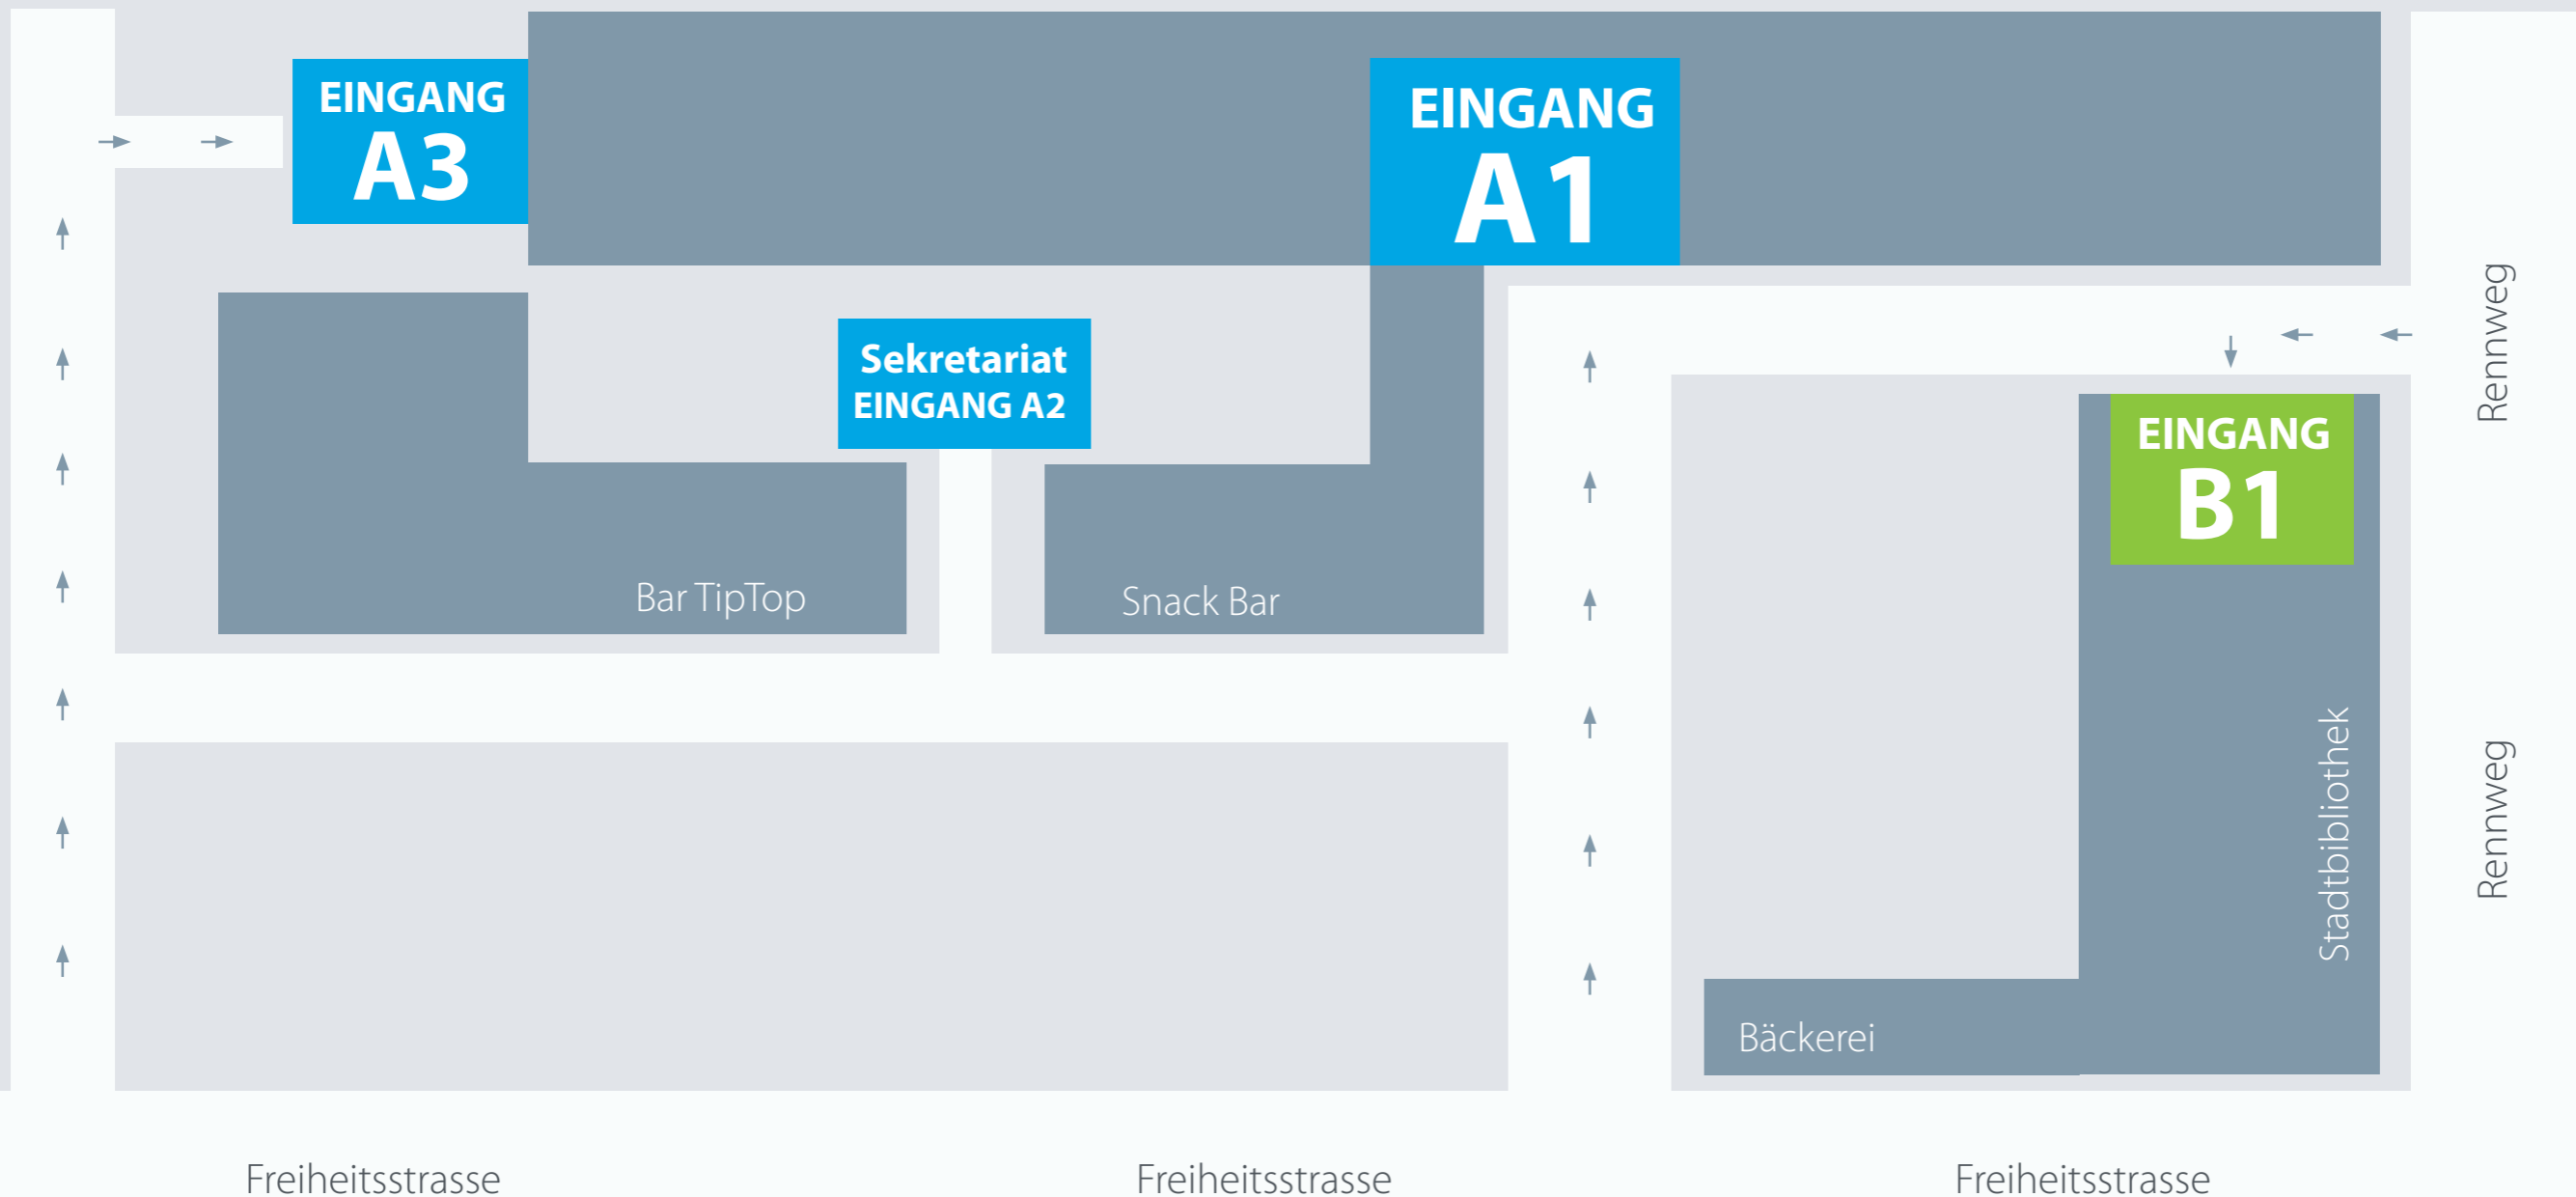 EINGANG
A3
EINGANG
A1
Sekretariat
EINGANG A2
Rennweg
EINGANG
B1
Bar TipTop
Snack Bar
Stadtbibliothek
Rennweg
Bäckerei
Freiheitsstrasse
Freiheitsstrasse
Freiheitsstrasse